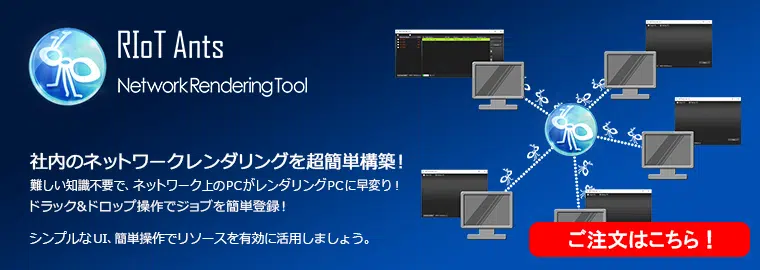 RIoT Ants
Network Rendering Tool
社内のネットワークレンダリングを超簡単構築！
難しい知識不要で、ネットワーク上のPCがレンダリングPCに早変り！
ドラック&ドロップ操作でジョブを簡単登録！
シンプルなUI、簡単操作でリソースを有効に活用しましょう。
ご注文はこちら！